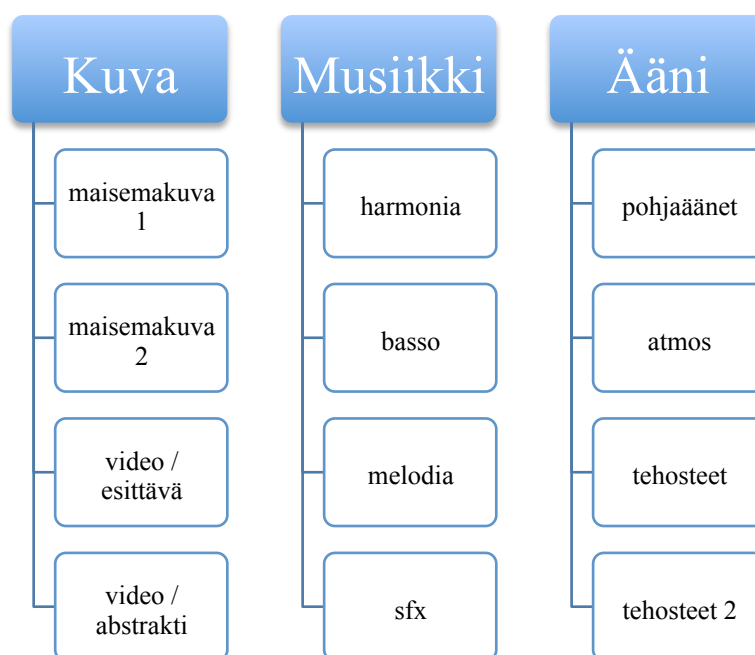 Kuva
maisemakuva
1
maisemakuva
2
video /
esittävä
video /
abstrakti
Musiikki
harmonia
basso
melodia
sfx
Ääni
pohjaäänet
atmos
tehosteet
tehosteet 2